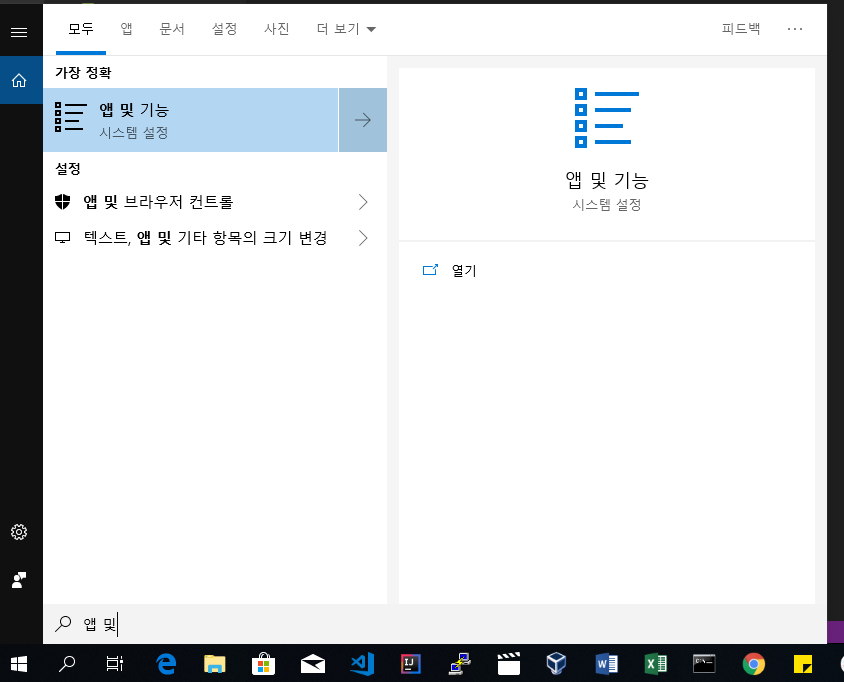 모두 앱 문서 설정 사진 더 보기 피드백 ...
가장 정확
앱 및 기능
시스템 설정
설정
앱 및 브라우저 컨트롤
텍스트, 앱 및 기타 항목의 크기 변경
앱 및 기능
시스템 설정
열기
앱 및